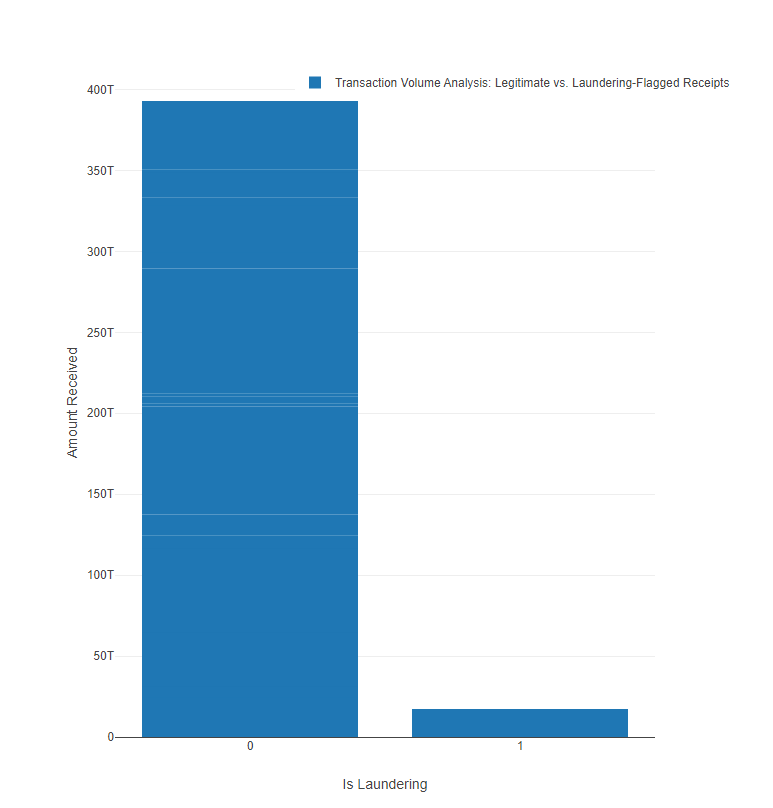 Transaction Volume Analysis: Legitimate vs. Laundering-Flagged Receipts
400T
350T
300T
250T
200T
150T
100T
50T
0
Amount Received
0 1
Is Laundering